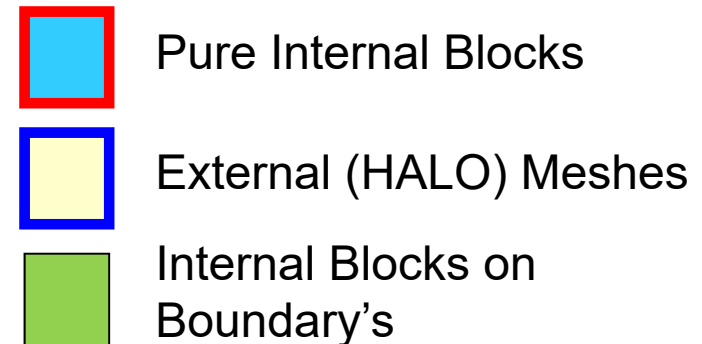 Pure Internal Blocks
External (HALO) Meshes
Internal Blocks on
Boundary’s